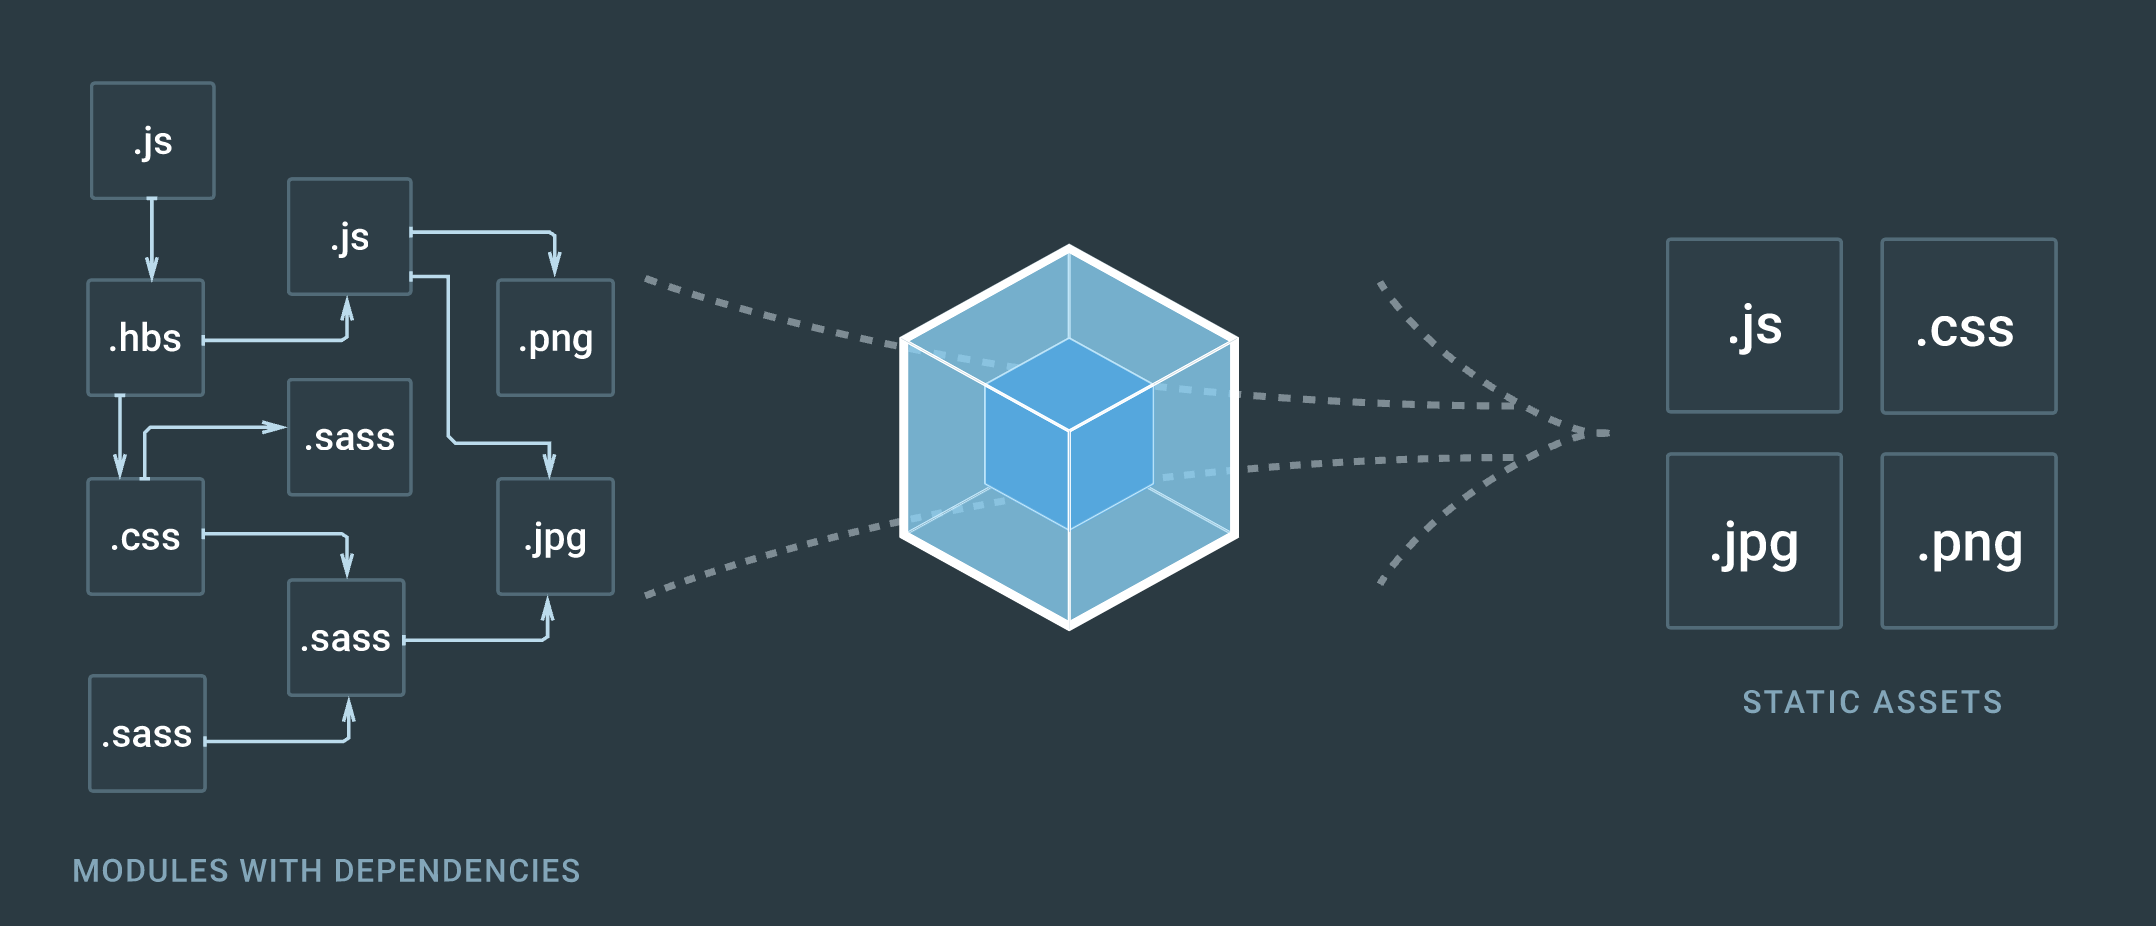 .js
.js
.hbs
.png
.sass
.css
.jpg
.sass
.sass
MODULES WITH DEPENDENCIES
.js
.css
.jpg
.png
STATIC ASSETS